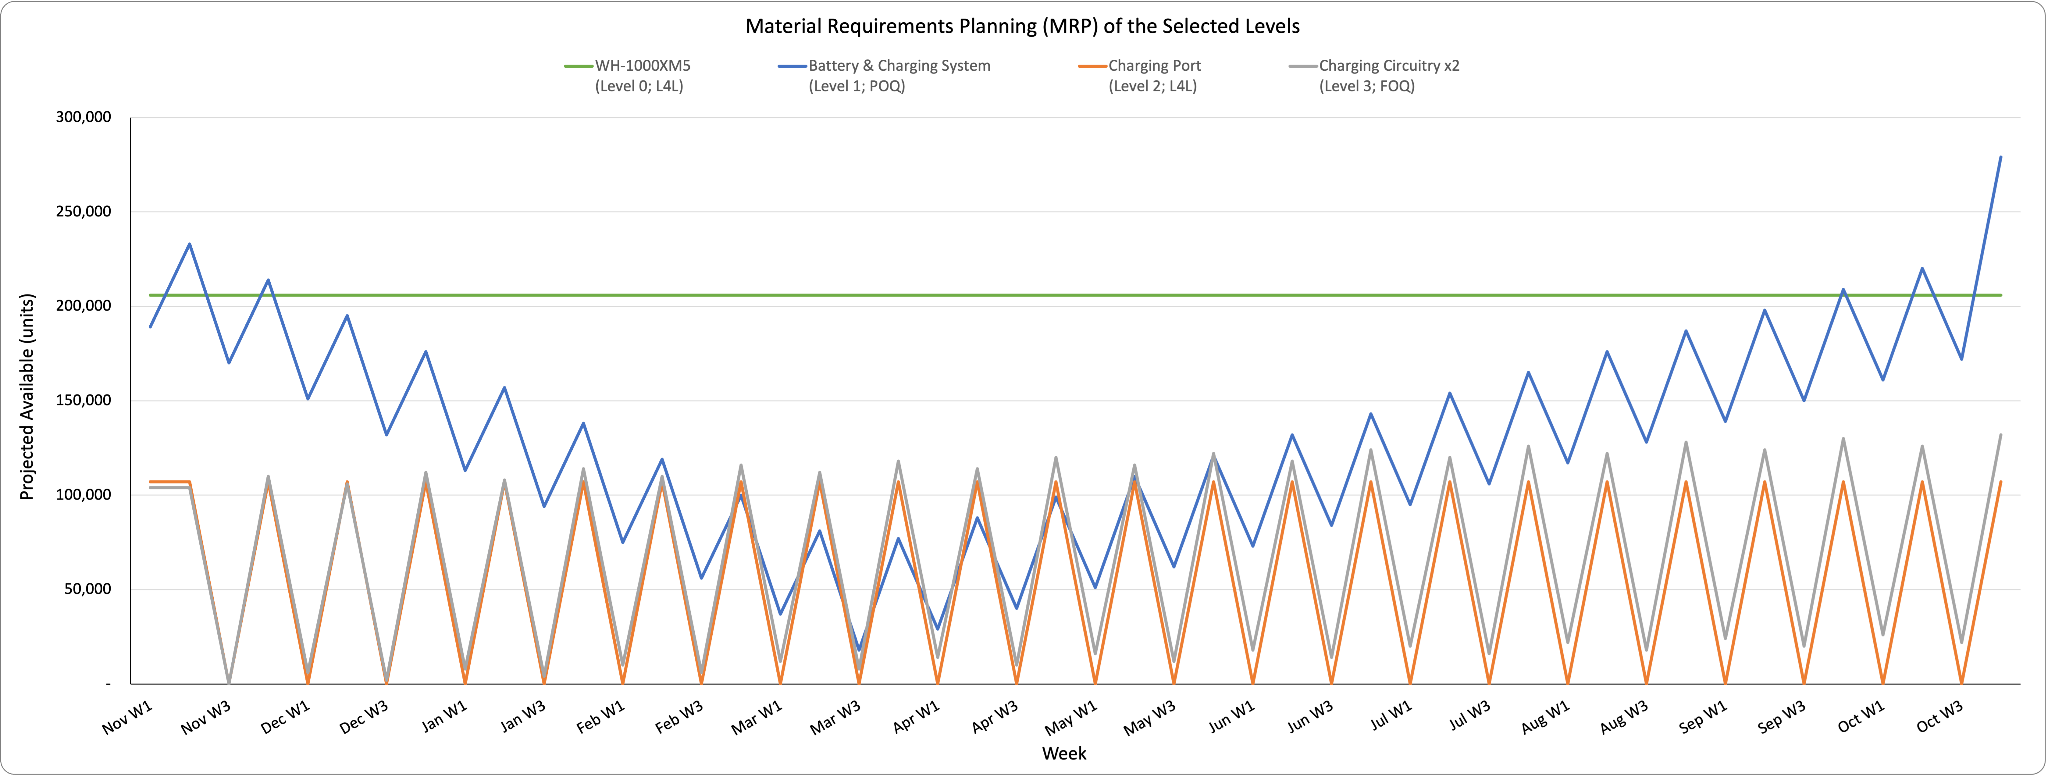 Material Requirements Planning (MRP) of the Selected Levels
WH-1000XM5
(Level 0; L4L)
Battery & Charging System
(Level 1; POQ)
Charging Port
(Level 2; L4L)
Charging Circuitry x2
(Level 3; FOQ)
Projected Available (units)
300,000
250,000
200,000
150,000
100,000
50,000
-
Nov W1
Nov W3
Dec W1
Dec W3
Jan W1
Jan W3
Feb W1
Feb W3
Mar W1
Mar W3
Apr W1
Apr W3
May W1
May W3
Jun W1
Jun W3
Jul W1
Jul W3
Aug W1
Aug W3
Sep W1
Sep W3
Oct W1
Oct W3
Week